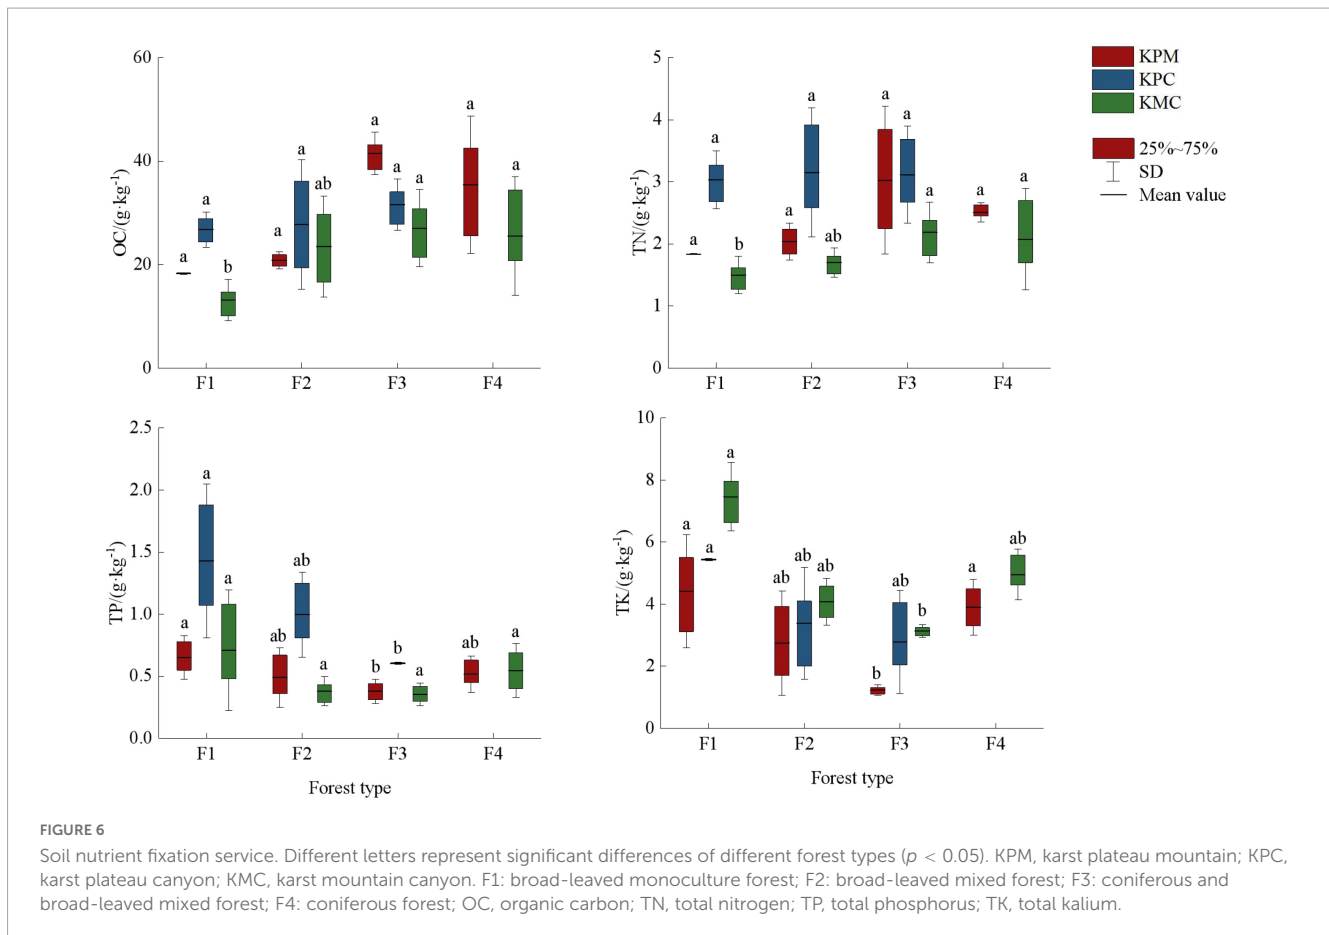 60
40
20
0
OC/(g·kg⁻¹)
a
a
b
a
a
ab
a
a
a
a
a
F1
F2
F3
F4
5
4
3
2
1
0
TN/(g·kg⁻¹)
a
a
b
a
a
ab
a
a
a
a
a
F1
F2
F3
F4
KPM
KPC
KMC
25%~75%
SD
Mean value
2.5
2.0
1.5
1.0
0.5
0.0
TP/(g·kg⁻¹)
a
a
a
ab
ab
a
b
b
a
ab
a
F1
F2
F3
F4
Forest type
10
8
6
4
2
0
TK/(g·kg⁻¹)
a
a
a
ab
ab
ab
b
ab
b
a
ab
F1
F2
F3
F4
Forest type
FIGURE 6
Soil nutrient fixation service. Different letters represent significant differences of different forest types (p < 0.05). KPM, karst plateau mountain; KPC,
karst plateau canyon; KMC, karst mountain canyon. F1: broad-leaved monoculture forest; F2: broad-leaved mixed forest; F3: coniferous and
broad-leaved mixed forest; F4: coniferous forest; OC, organic carbon; TN, total nitrogen; TP, total phosphorus; TK, total kalium.